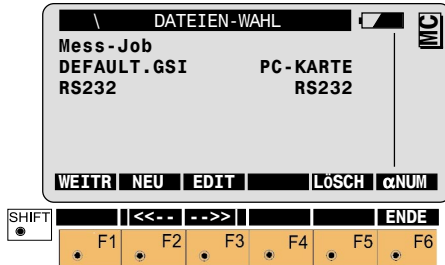 \ DATEIEN-WAHL MC
Mess-Job
DEFAULT.GSI PC-KARTE
RS232 RS232
WEITR NEU EDIT LöSCH αNUM
SHIFT <<-- -->> ENDE
F1 F2 F3 F4 F5 F6